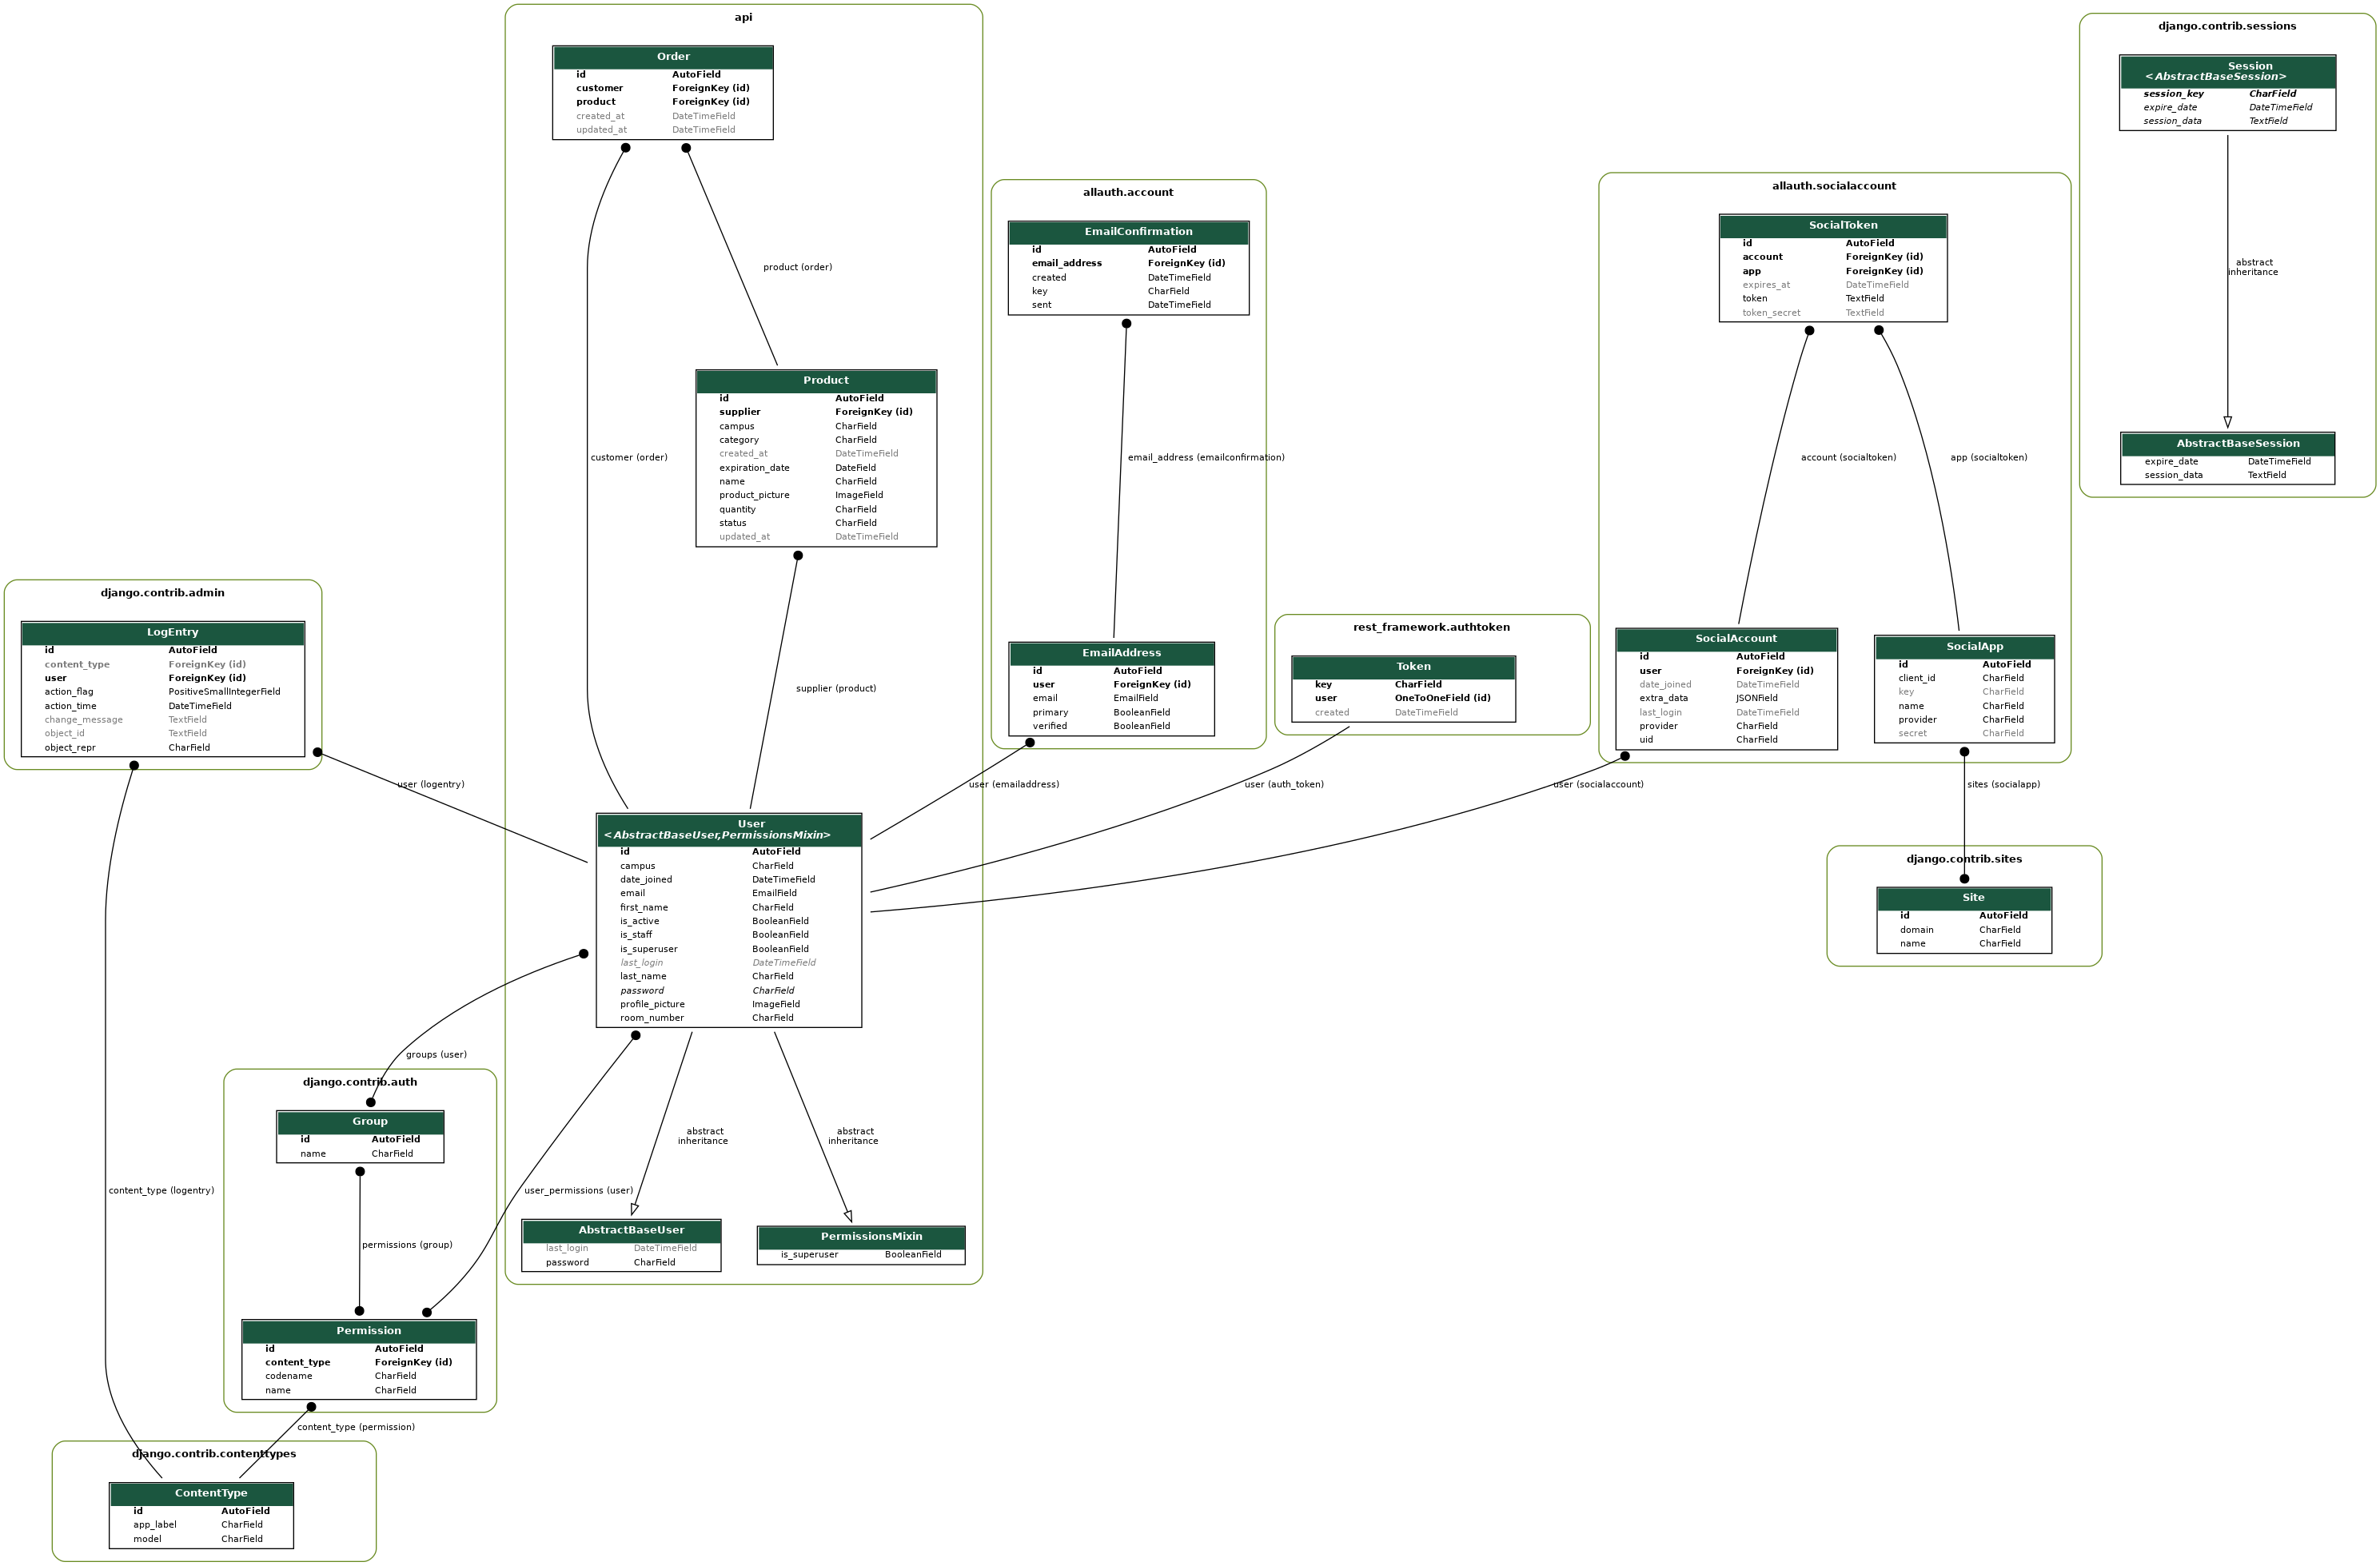 api
Order
id AutoField
customer ForeignKey (id)
product ForeignKey (id)
created_at DateTimeField
updated_at DateTimeField
product (order)
customer (order)
Product
id AutoField
supplier ForeignKey (id)
campus CharField
category CharField
created_at DateTimeField
expiration_date DateField
name CharField
product_picture ImageField
quantity CharField
status CharField
updated_at DateTimeField
supplier (product)
User
<AbstractBaseUser,PermissionsMixin>
id AutoField
campus CharField
date_joined DateTimeField
email EmailField
first_name CharField
is_active BooleanField
is_staff BooleanField
is_superuser BooleanField
last_login DateTimeField
last_name CharField
password CharField
profile_picture ImageField
room_number CharField
abstract
inheritance
abstract
inheritance
user_permissions (user)
AbstractBaseUser
last_login DateTimeField
password CharField
PermissionsMixin
is_superuser BooleanField
allauth.account
EmailConfirmation
id AutoField
email_address ForeignKey (id)
created DateTimeField
key CharField
sent DateTimeField
email_address (emailconfirmation)
EmailAddress
id AutoField
user ForeignKey (id)
email EmailField
primary BooleanField
verified BooleanField
user (emailaddress)
rest_framework.authtoken
Token
key CharField
user OneToOneField (id)
created DateTimeField
user (auth_token)
allauth.socialaccount
SocialToken
id AutoField
account ForeignKey (id)
app ForeignKey (id)
expires_at DateTimeField
token TextField
token_secret TextField
account (socialtoken)
app (socialtoken)
SocialAccount
id AutoField
user ForeignKey (id)
date_joined DateTimeField
extra_data JSONField
last_login DateTimeField
provider CharField
uid CharField
SocialApp
id AutoField
client_id CharField
key CharField
name CharField
provider CharField
secret CharField
user (socialaccount)
sites (socialapp)
django.contrib.sites
Site
id AutoField
domain CharField
name CharField
django.contrib.sessions
Session
<AbstractBaseSession>
session_key CharField
expire_date DateTimeField
session_data TextField
abstract
inheritance
AbstractBaseSession
expire_date DateTimeField
session_data TextField
django.contrib.admin
LogEntry
id AutoField
content_type ForeignKey (id)
user ForeignKey (id)
action_flag PositiveSmallIntegerField
action_time DateTimeField
change_message TextField
object_id TextField
object_repr CharField
user (logentry)
content_type (logentry)
groups (user)
django.contrib.auth
Group
id AutoField
name CharField
permissions (group)
Permission
id AutoField
content_type ForeignKey (id)
codename CharField
name CharField
content_type (permission)
django.contrib.contenttypes
ContentType
id AutoField
app_label CharField
model CharField